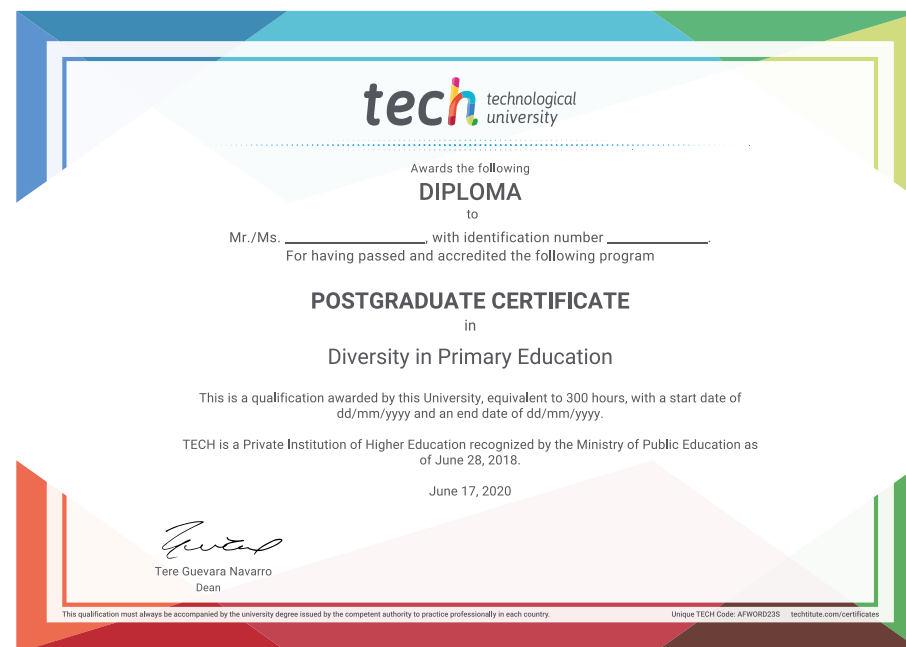 tech technological
university
Awards the following
DIPLOMA
to
Mr./Ms. ____________________, with identification number ______________.
For having passed and accredited the following program
POSTGRADUATE CERTIFICATE
in
Diversity in Primary Education
This is a qualification awarded by this University, equivalent to 300 hours, with a start date of
dd/mm/yyyy and an end date of dd/mm/yyyy.
TECH is a Private Institution of Higher Education recognized by the Ministry of Public Education as
of June 28, 2018.
June 17, 2020
Tere Guevara Navarro
Dean
This qualification must always be accompanied by the university degree issued by the competent authority to practice professionally in each country. Unique TECH Code: AFWORD23S techtitute.com/certificates